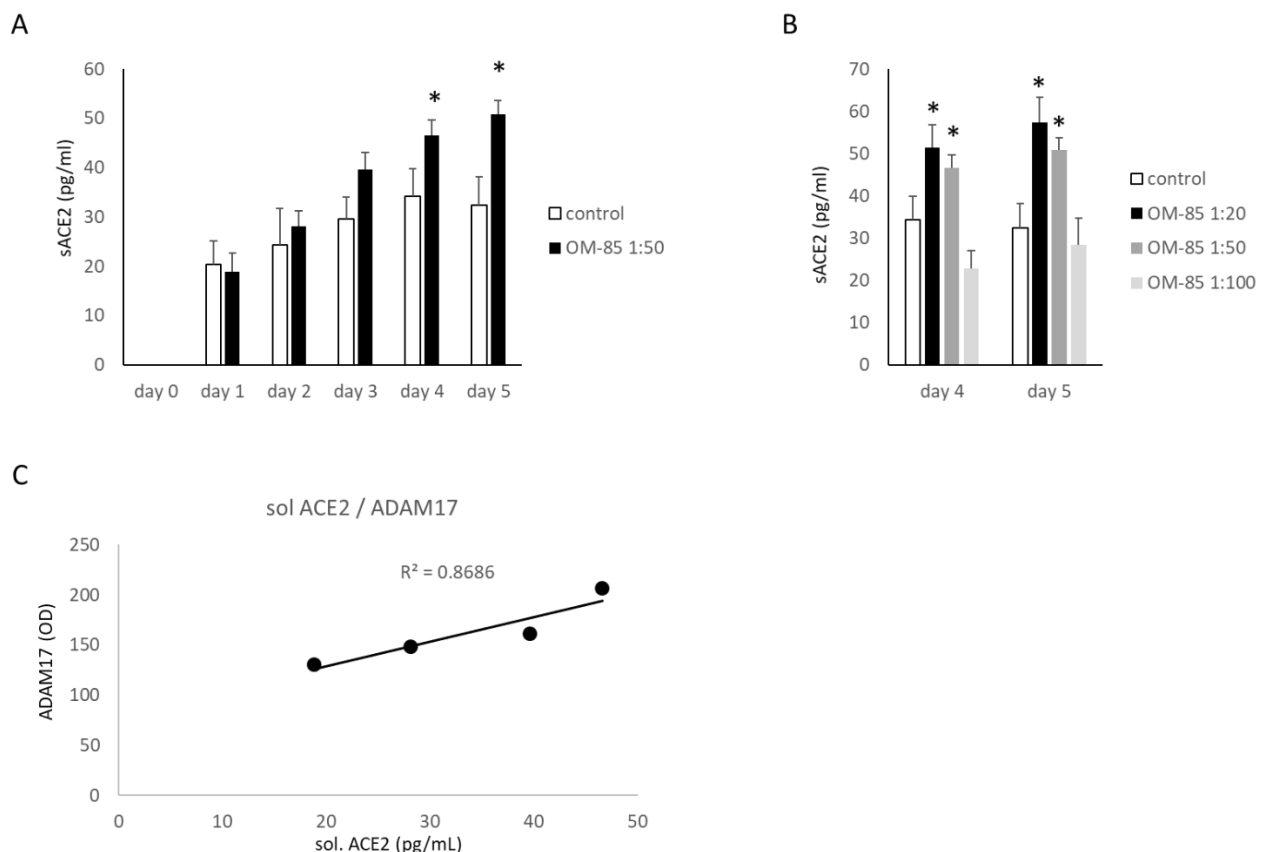 A
60
50
40
30
20
10
0
sACE2 (pg/ml)
* *
day 0 day 1 day 2 day 3 day 4 day 5
control
OM-85 1:50
B
70
60
50
40
30
20
10
0
sACE2 (pg/ml)
* * * *
day 4 day 5
control
OM-85 1:20
OM-85 1:50
OM-85 1:100
C
sol ACE2 / ADAM17
R² = 0.8686
250
200
150
100
50
0
ADAM17 (OD)
0 10 20 30 40 50
sol. ACE2 (pg/mL)